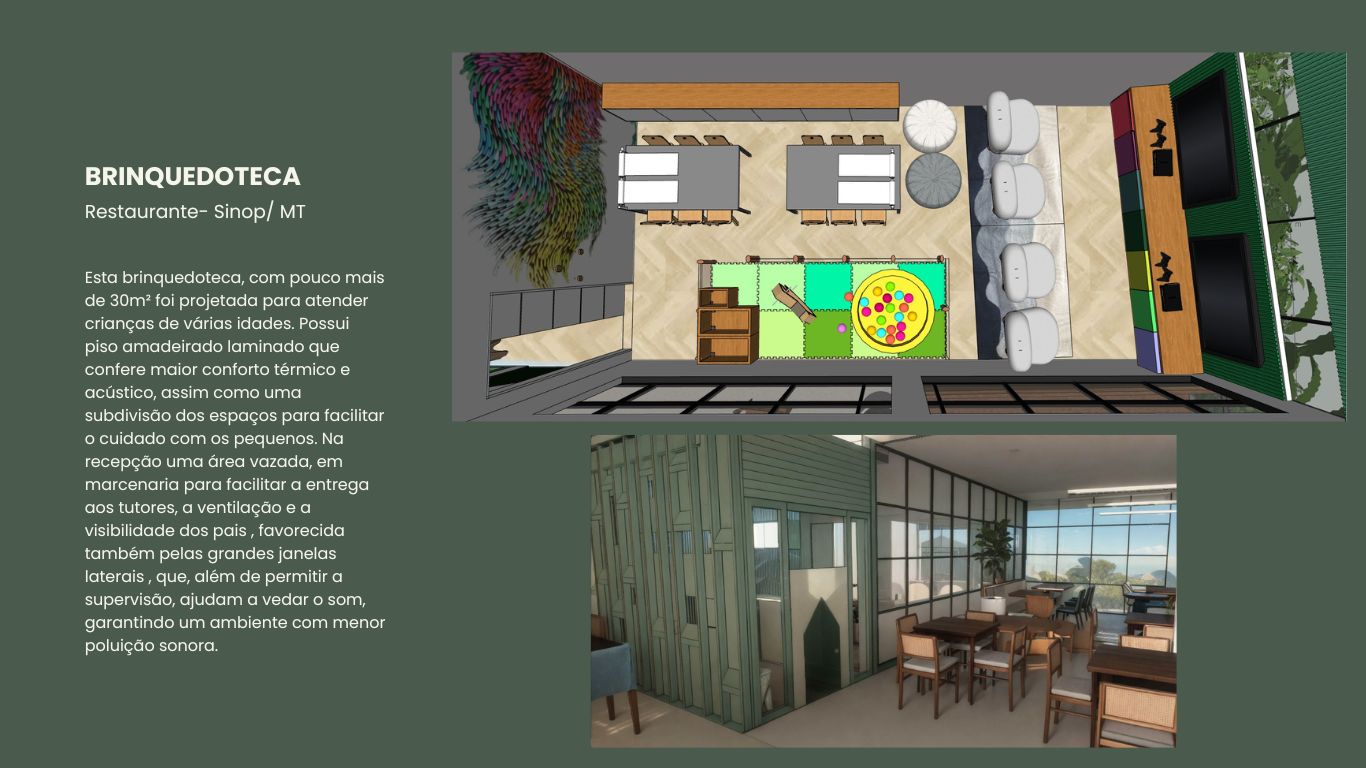 BRINQUEDOTECA
Restaurante- Sinop/ MT
Esta brinquedoteca, com pouco mais
de 30m² foi projetada para atender
crianças de várias idades. Possui
piso amadeirado laminado que
confere maior conforto térmico e
acústico, assim como uma
subdivisão dos espaços para facilitar
o cuidado com os pequenos. Na
recepção uma área vazada, em
marcenaria para facilitar a entrega
aos tutores, a ventilação e a
visibilidade dos pais , favorecida
também pelas grandes janelas
laterais , que, além de permitir a
supervisão, ajudam a vedar o som,
garantindo um ambiente com menor
poluição sonora.